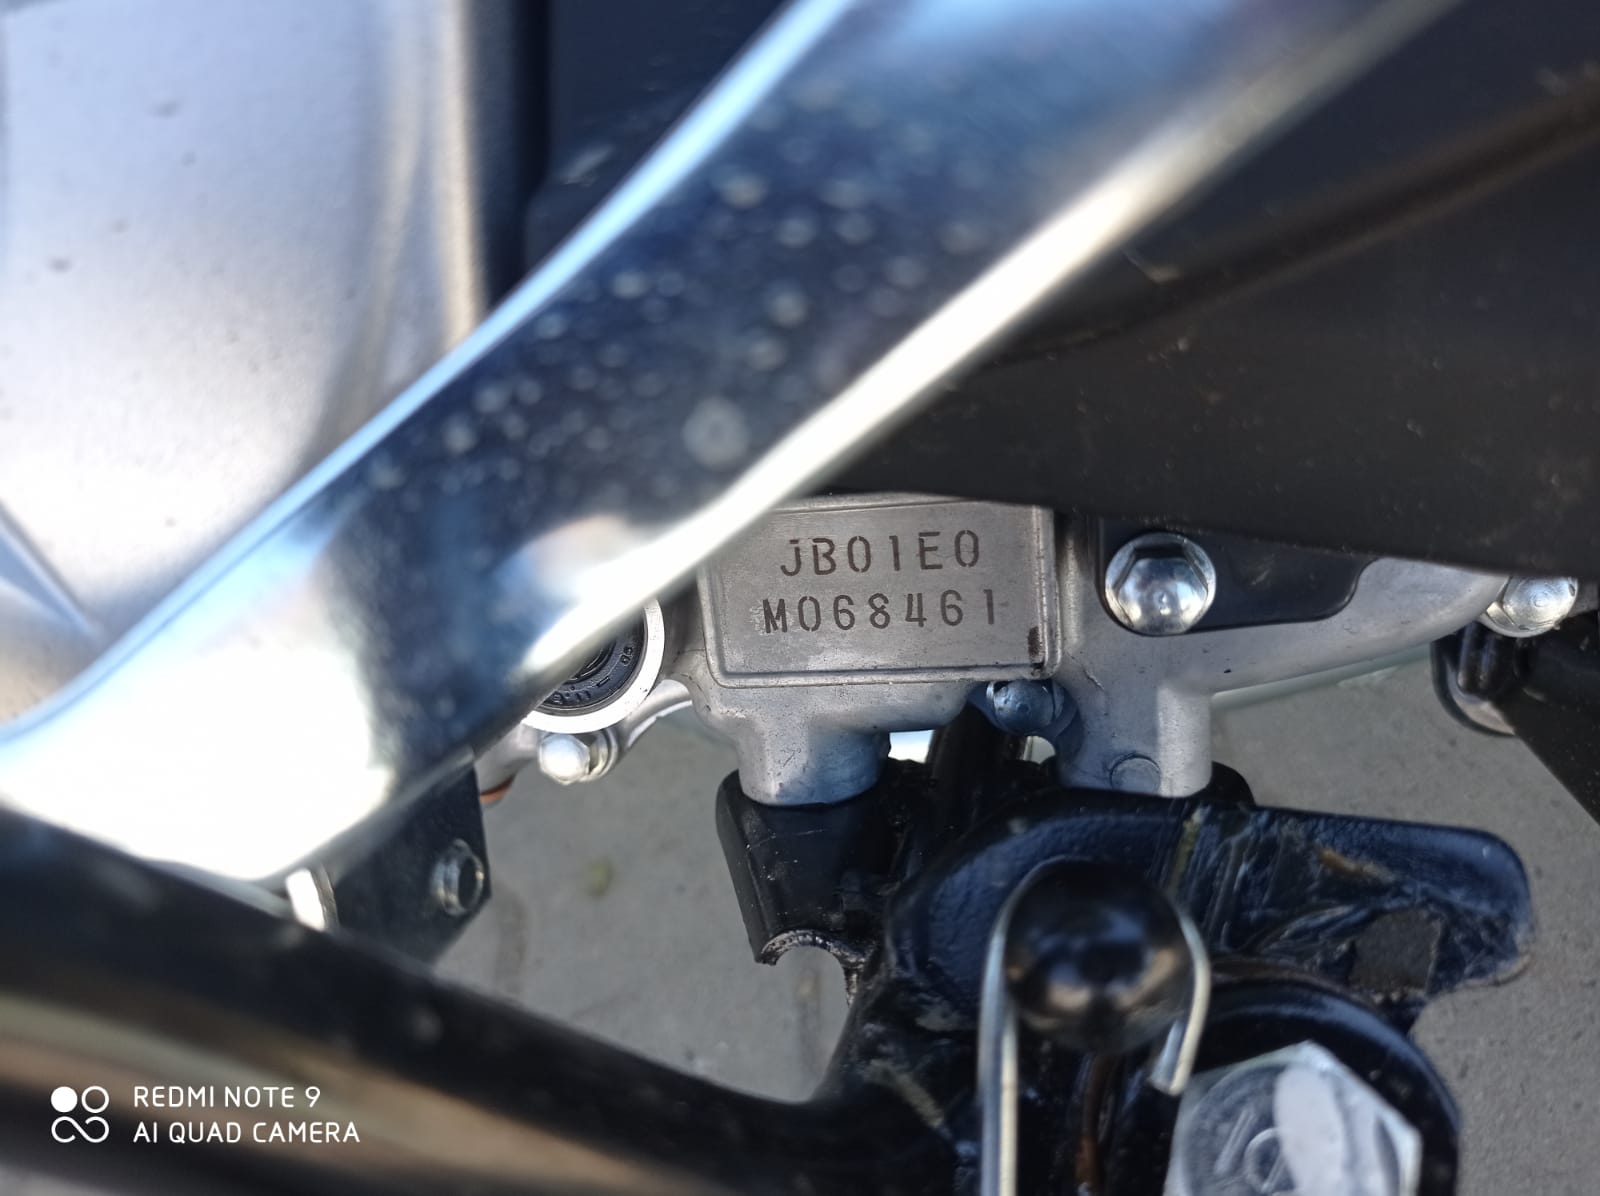 JB01E0
M068461
REDMI NOTE 9
AI QUAD CAMERA